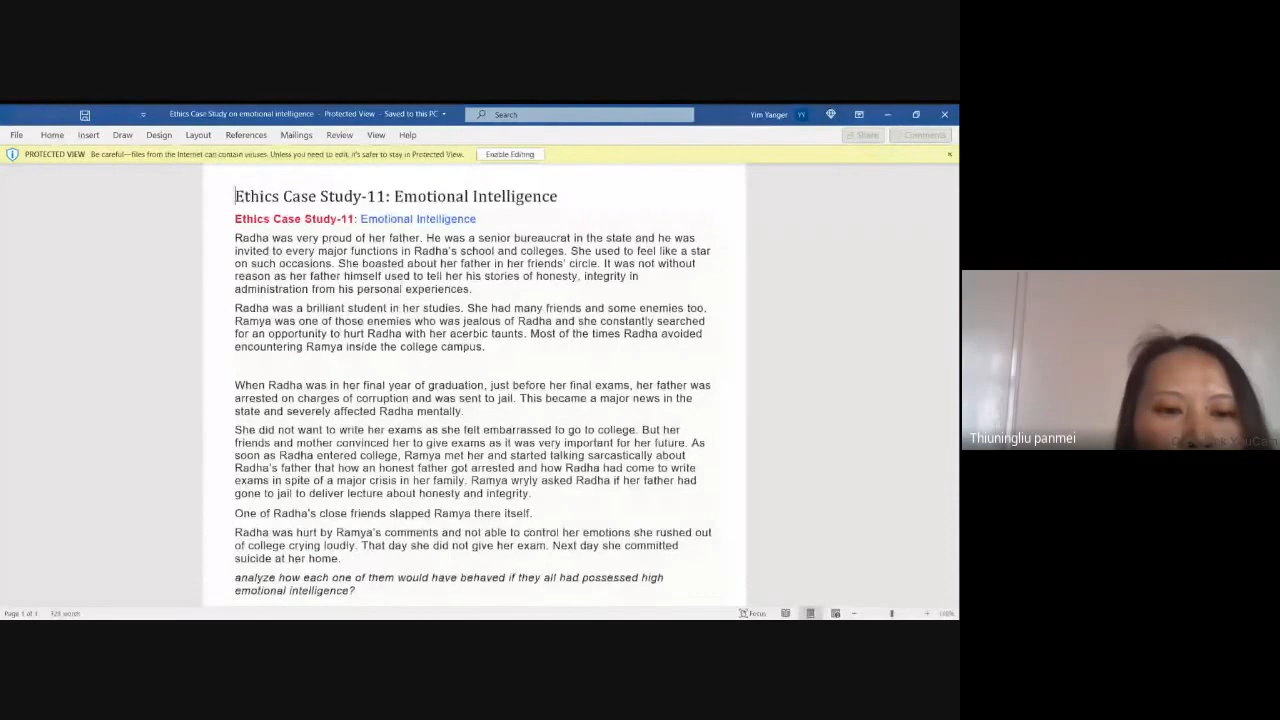 Ethics Case Study on emotional intelligence - Protected View - Saved to this PC
Search
Yim Yanger
YY
File Home Insert Draw Design Layout References Mailings Review View Help
Share
Comments
PROTECTED VIEW Be careful—files from the Internet can contain viruses. Unless you need to edit, it's safer to stay in Protected View.
Enable Editing
Ethics Case Study-11: Emotional Intelligence
Ethics Case Study-11: Emotional Intelligence
Radha was very proud of her father. He was a senior bureaucrat in the state and he was
invited to every major functions in Radha's school and colleges. She used to feel like a star
on such occasions. She boasted about her father in her friends' circle. It was not without
reason as her father himself used to tell her his stories of honesty, integrity in
administration from his personal experiences.
Radha was a brilliant student in her studies. She had many friends and some enemies too.
Ramya was one of those enemies who was jealous of Radha and she constantly searched
for an opportunity to hurt Radha with her acerbic taunts. Most of the times Radha avoided
encountering Ramya inside the college campus.
When Radha was in her final year of graduation, just before her final exams, her father was
arrested on charges of corruption and was sent to jail. This became a major news in the
state and severely affected Radha mentally.
She did not want to write her exams as she felt embarrassed to go to college. But her
friends and mother convinced her to give exams as it was very important for her future. As
soon as Radha entered college, Ramya met her and started talking sarcastically about
Radha's father that how an honest father got arrested and how Radha had come to write
exams in spite of a major crisis in her family. Ramya wryly asked Radha if her father had
gone to jail to deliver lecture about honesty and integrity.
One of Radha's close friends slapped Ramya there itself.
Radha was hurt by Ramya's comments and not able to control her emotions she rushed out
of college crying loudly. That day she did not give her exam. Next day she committed
suicide at her home.
analyze how each one of them would have behaved if they all had possessed high
emotional intelligence?
Page 1 of 1
words
Focus
Thiuningliu panmei